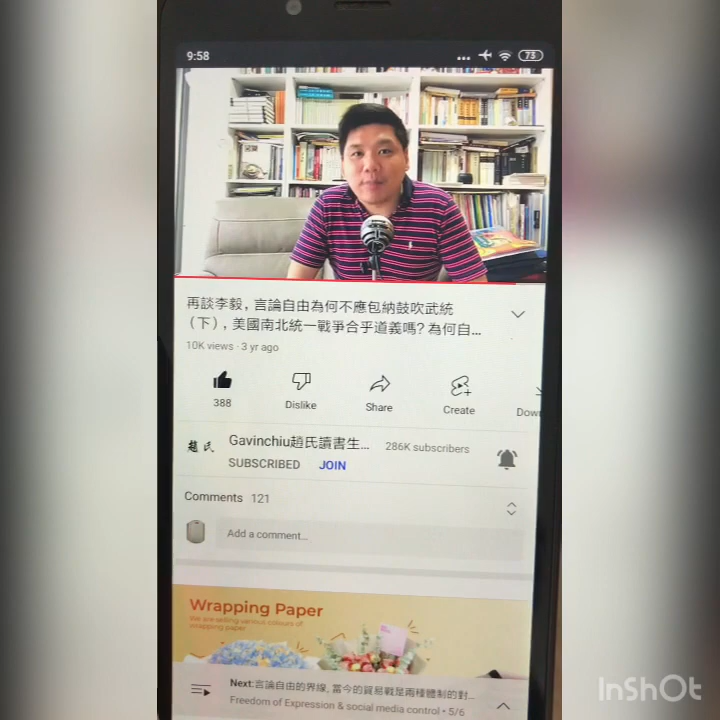 9:58
73
再談李毅，言論自由為何不應包納鼓吹武統
（下），美國南北統一戰爭合乎道義嗎？為何自...
10K views · 3 yr ago
388
Dislike
Share
Create
Down
趙氏
Gavinchiu趙氏讀書生...
286K subscribers
SUBSCRIBED
JOIN
Comments 121
Add a comment...
Wrapping Paper
We are selling various colours of
wrapping paper
Next:言論自由的界線, 當今的貿易戰是兩種體制的對...
Freedom of Expression & social media control • 5/6
InShOt